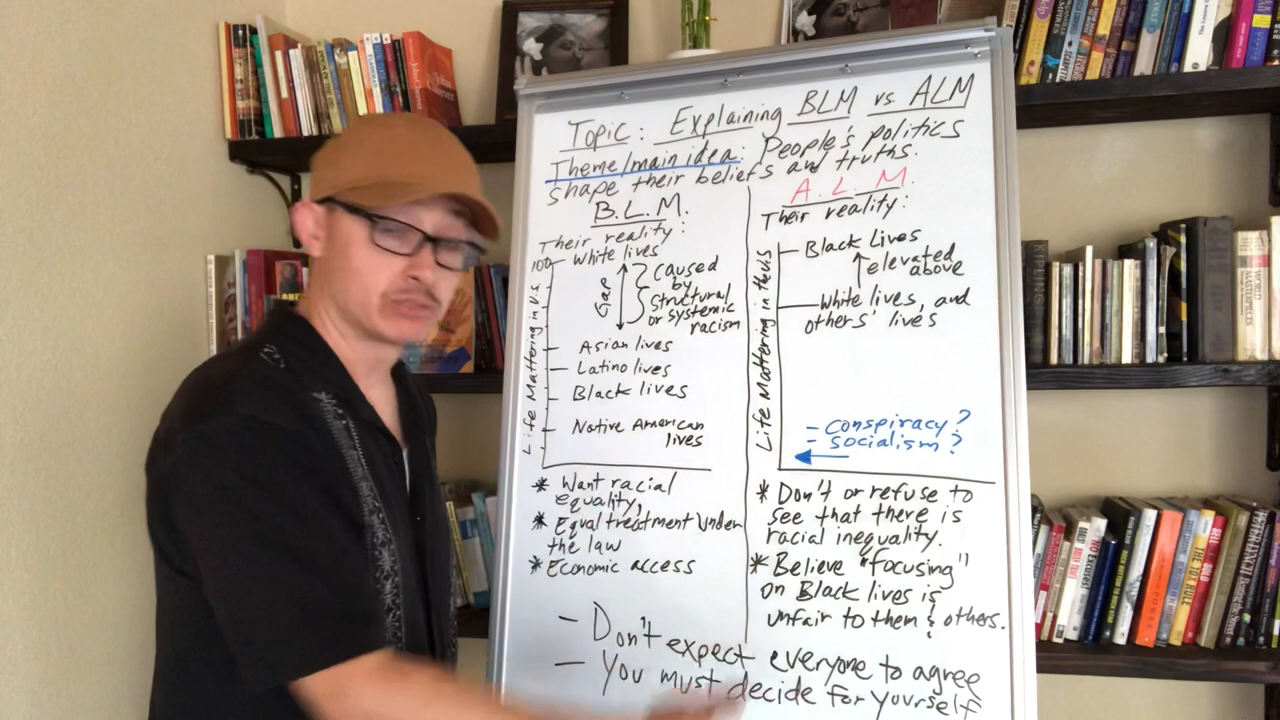 Topic: Explaining BLM vs. ALM
Theme/main idea: People's politics
shape their beliefs and truths.
B.L.M.
Their reality:
100
White lives
Life Mattering in U.S.
Gap
Caused
by
structural
or systemic
racism
Asian lives
Latino lives
Black lives
Native American
lives
* Want racial
equality,
* Equal treatment under
the law
* Economic access
A.L.M.
Their reality:
Life Mattering in the U.S
Black Lives
elevated
above
White lives, and
others' lives
- conspiracy?
- socialism?
* Don't or refuse to
see that there is
racial inequality.
* Believe "focusing"
on Black lives is
unfair to them & others.
- Don't expect everyone to agree
- You must decide for yourself